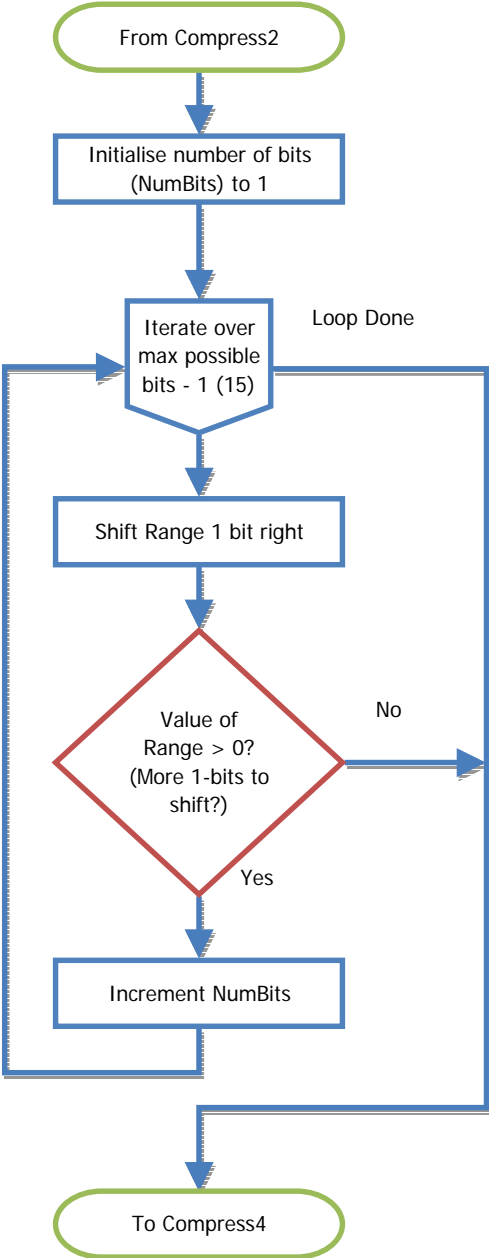 From Compress2
Initialise number of bits
(NumBits) to 1
Iterate over
max possible
bits - 1 (15)
Loop Done
Shift Range 1 bit right
Value of
Range > 0?
(More 1-bits to
shift?)
No
Yes
Increment NumBits
To Compress4